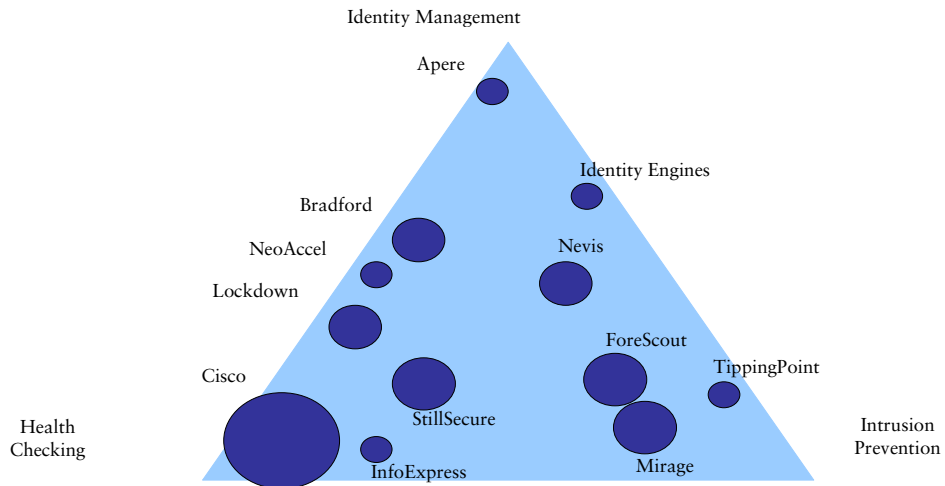 Identity Management
Apere
Identity Engines
Bradford
NeoAccel
Nevis
Lockdown
ForeScout
Cisco
TippingPoint
StillSecure
Health
Checking
Intrusion
Prevention
InfoExpress
Mirage